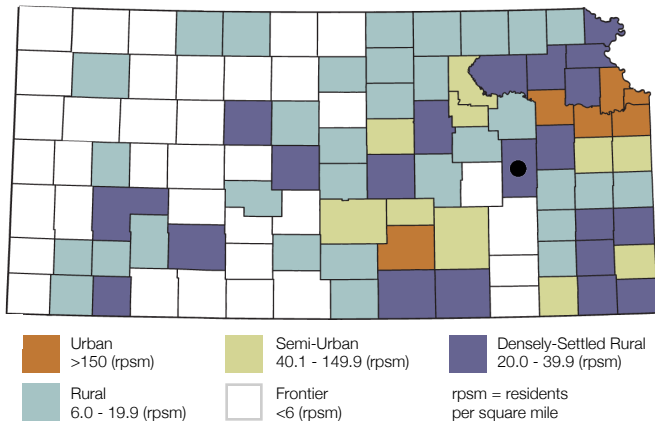 Urban
>150 (rpsm)
Semi-Urban
40.1 - 149.9 (rpsm)
Densely-Settled Rural
20.0 - 39.9 (rpsm)
Rural
6.0 - 19.9 (rpsm)
Frontier
<6 (rpsm)
rpsm = residents
per square mile